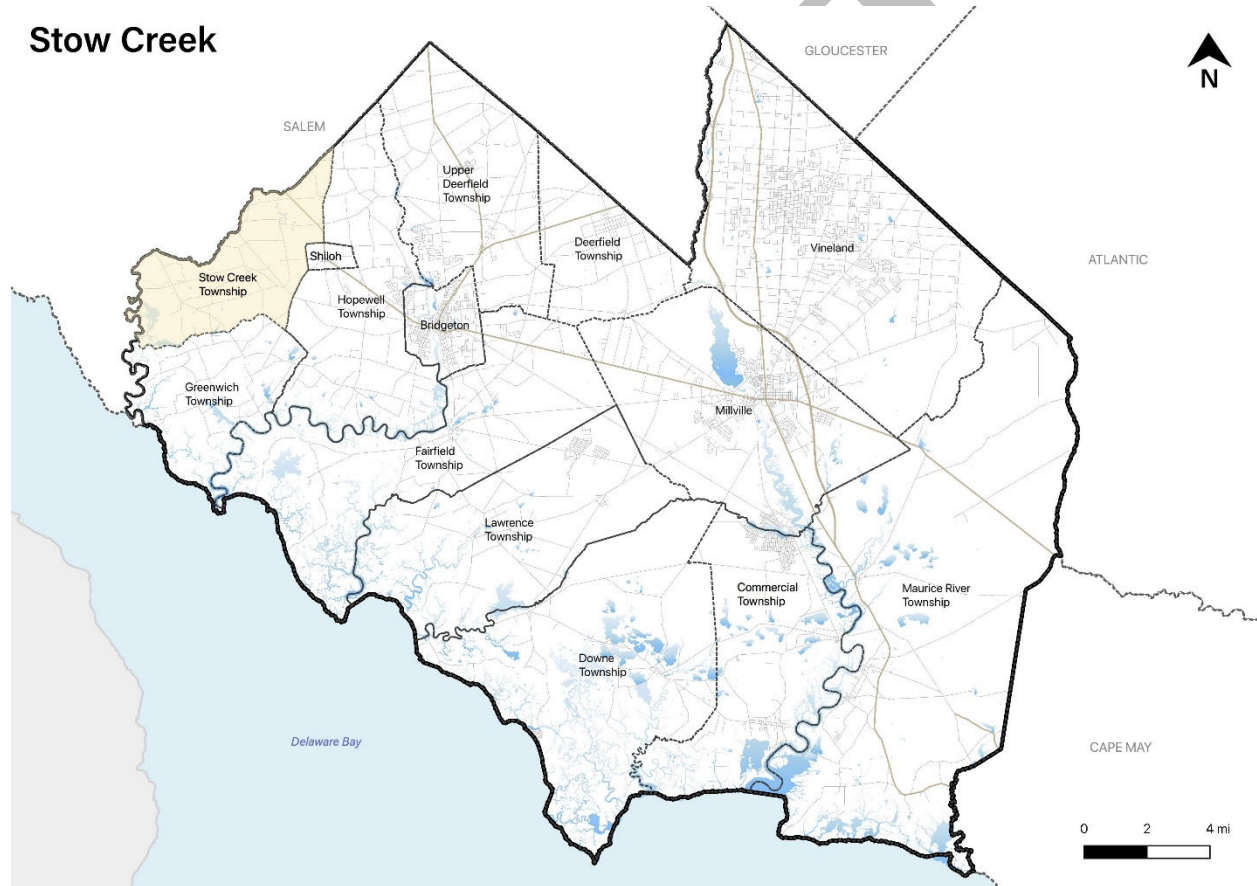 Stow Creek
GLOUCESTER
N
SALEM
Upper
Deerfield
Township
Deerfield
Township
Vineland
ATLANTIC
Shiloh
Stow Creek
Township
Hopewell
Township
Bridgeton
Greenwich
Township
Millville
Fairfield
Township
Lawrence
Township
Commercial
Township
Maurice River
Township
Downe
Township
Delaware Bay
CAPE MAY
0 2 4 mi